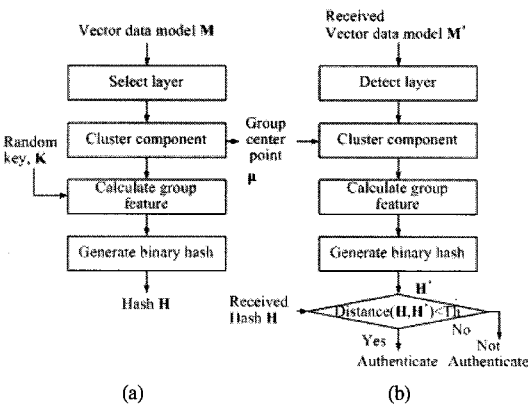 Vector data model M
Select layer
Cluster component
Random
key, K
Calculate group
feature
Generate binary hash
Hash H
(a)
Group
center
point
μ
Received
Vector data model M'
Detect layer
Cluster component
Calculate group
feature
Generate binary hash
H'
Received
Hash H
Distance(H,H')<Th
Yes
No
Authenticate
Not
Authenticate
(b)